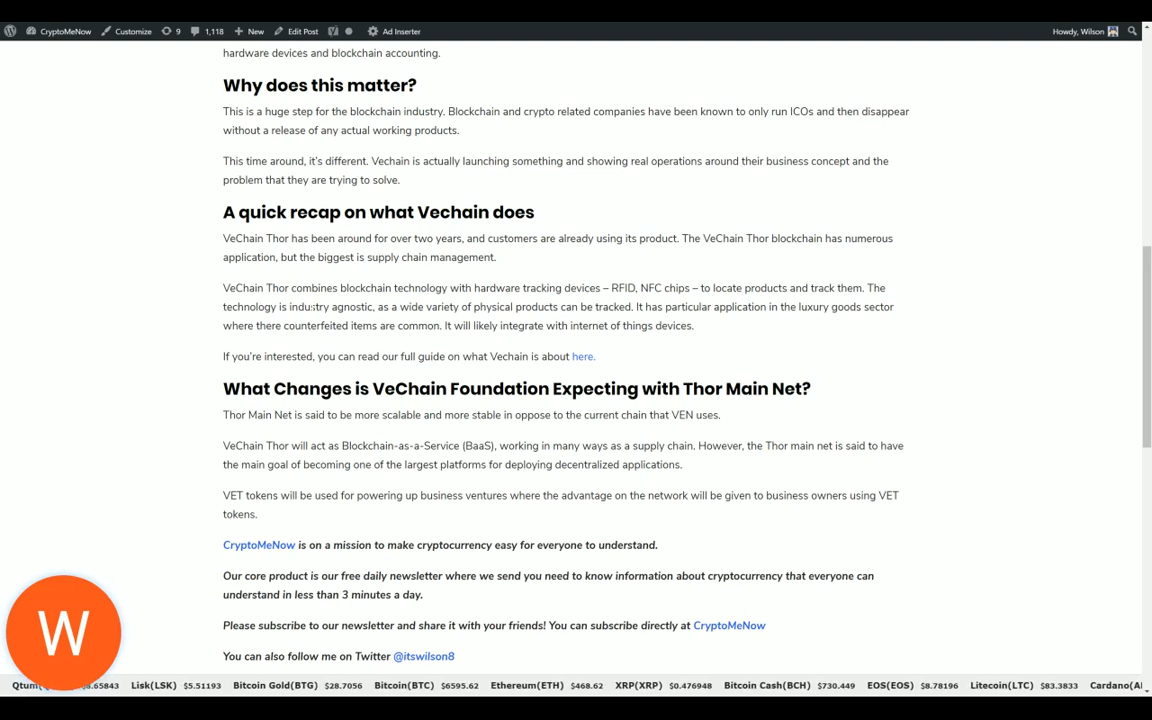 CryptoMeNow Customize 9 1,118 New Edit Post Ad Inserter Howdy, Wilson
hardware devices and blockchain accounting.
Why does this matter?
This is a huge step for the blockchain industry. Blockchain and crypto related companies have been known to only run ICOs and then disappear
without a release of any actual working products.
This time around, it's different. Vechain is actually launching something and showing real operations around their business concept and the
problem that they are trying to solve.
A quick recap on what Vechain does
VeChain Thor has been around for over two years, and customers are already using its product. The VeChain Thor blockchain has numerous
application, but the biggest is supply chain management.
VeChain Thor combines blockchain technology with hardware tracking devices – RFID, NFC chips – to locate products and track them. The
technology is industry agnostic, as a wide variety of physical products can be tracked. It has particular application in the luxury goods sector
where there counterfeited items are common. It will likely integrate with internet of things devices.
If you're interested, you can read our full guide on what Vechain is about here.
What Changes is VeChain Foundation Expecting with Thor Main Net?
Thor Main Net is said to be more scalable and more stable in oppose to the current chain that VEN uses.
VeChain Thor will act as Blockchain-as-a-Service (BaaS), working in many ways as a supply chain. However, the Thor main net is said to have
the main goal of becoming one of the largest platforms for deploying decentralized applications.
VET tokens will be used for powering up business ventures where the advantage on the network will be given to business owners using VET
tokens.
CryptoMeNow is on a mission to make cryptocurrency easy for everyone to understand.
Our core product is our free daily newsletter where we send you need to know information about cryptocurrency that everyone can
understand in less than 3 minutes a day.
Please subscribe to our newsletter and share it with your friends! You can subscribe directly at CryptoMeNow
W
You can also follow me on Twitter @itswilson8
Lisk(LSK) $5.51193 Bitcoin Gold(BTG) $28.7056 Bitcoin(BTC) $6595.62 Ethereum(ETH) $468.62 XRP(XRP) $0.476948 Bitcoin Cash(BCH) $730.449 EOS(EOS) $8.78196 Litecoin(LTC) $83.3833